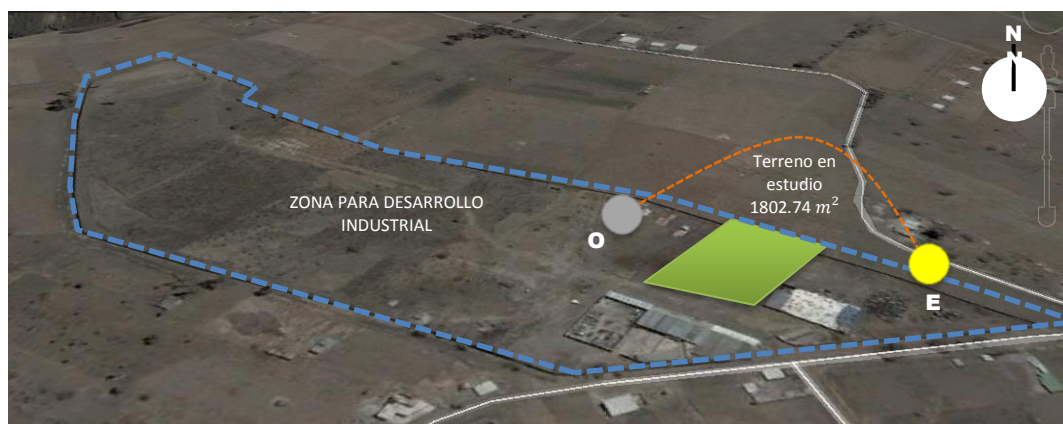 N
N
Terreno en
estudio
1802.74 m²
ZONA PARA DESARROLLO
INDUSTRIAL
O
E